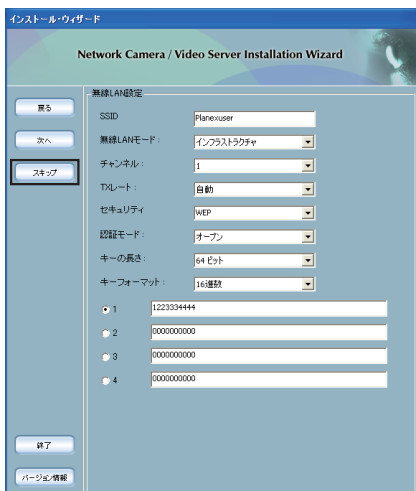 インストール・ウィザード
Network Camera / Video Server Installation Wizard
戻る
次へ
スキップ
終了
バージョン情報
無線LAN設定
SSID Planexuser
無線LANモード: インフラストラクチャ
チャンネル: 1
TXレート: 自動
セキュリティ WEP
認証モード: オープン
キーの長さ: 64 ビット
キーフォーマット: 16進数
1 1223334444
2 0000000000
3 0000000000
4 0000000000